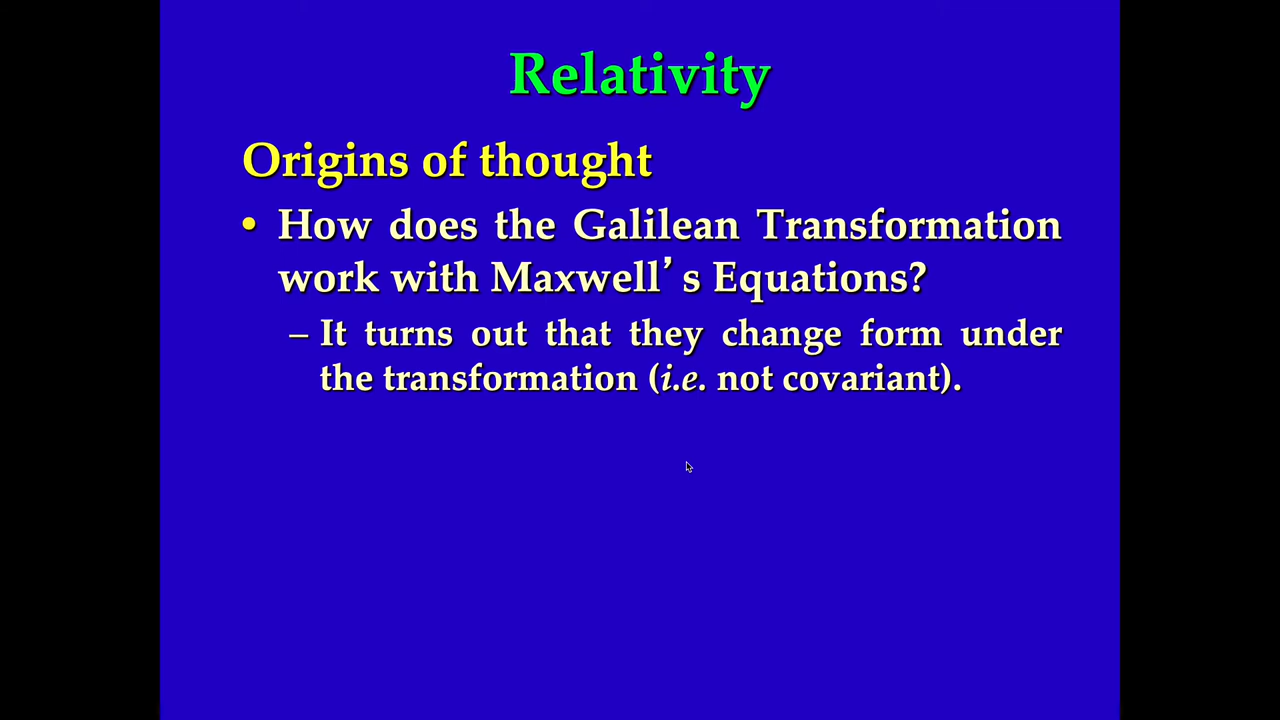 Relativity
Origins of thought
• How does the Galilean Transformation
work with Maxwell’s Equations?
– It turns out that they change form under
the transformation (i.e. not covariant).